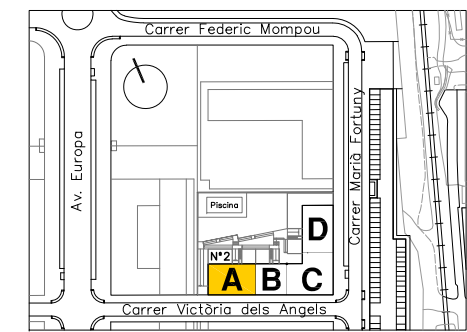 Carrer Federic Mompou
Av. Europa
Carrer Marià Fortuny
Piscina
D
Nº2
A B C
Carrer Victòria dels Angels